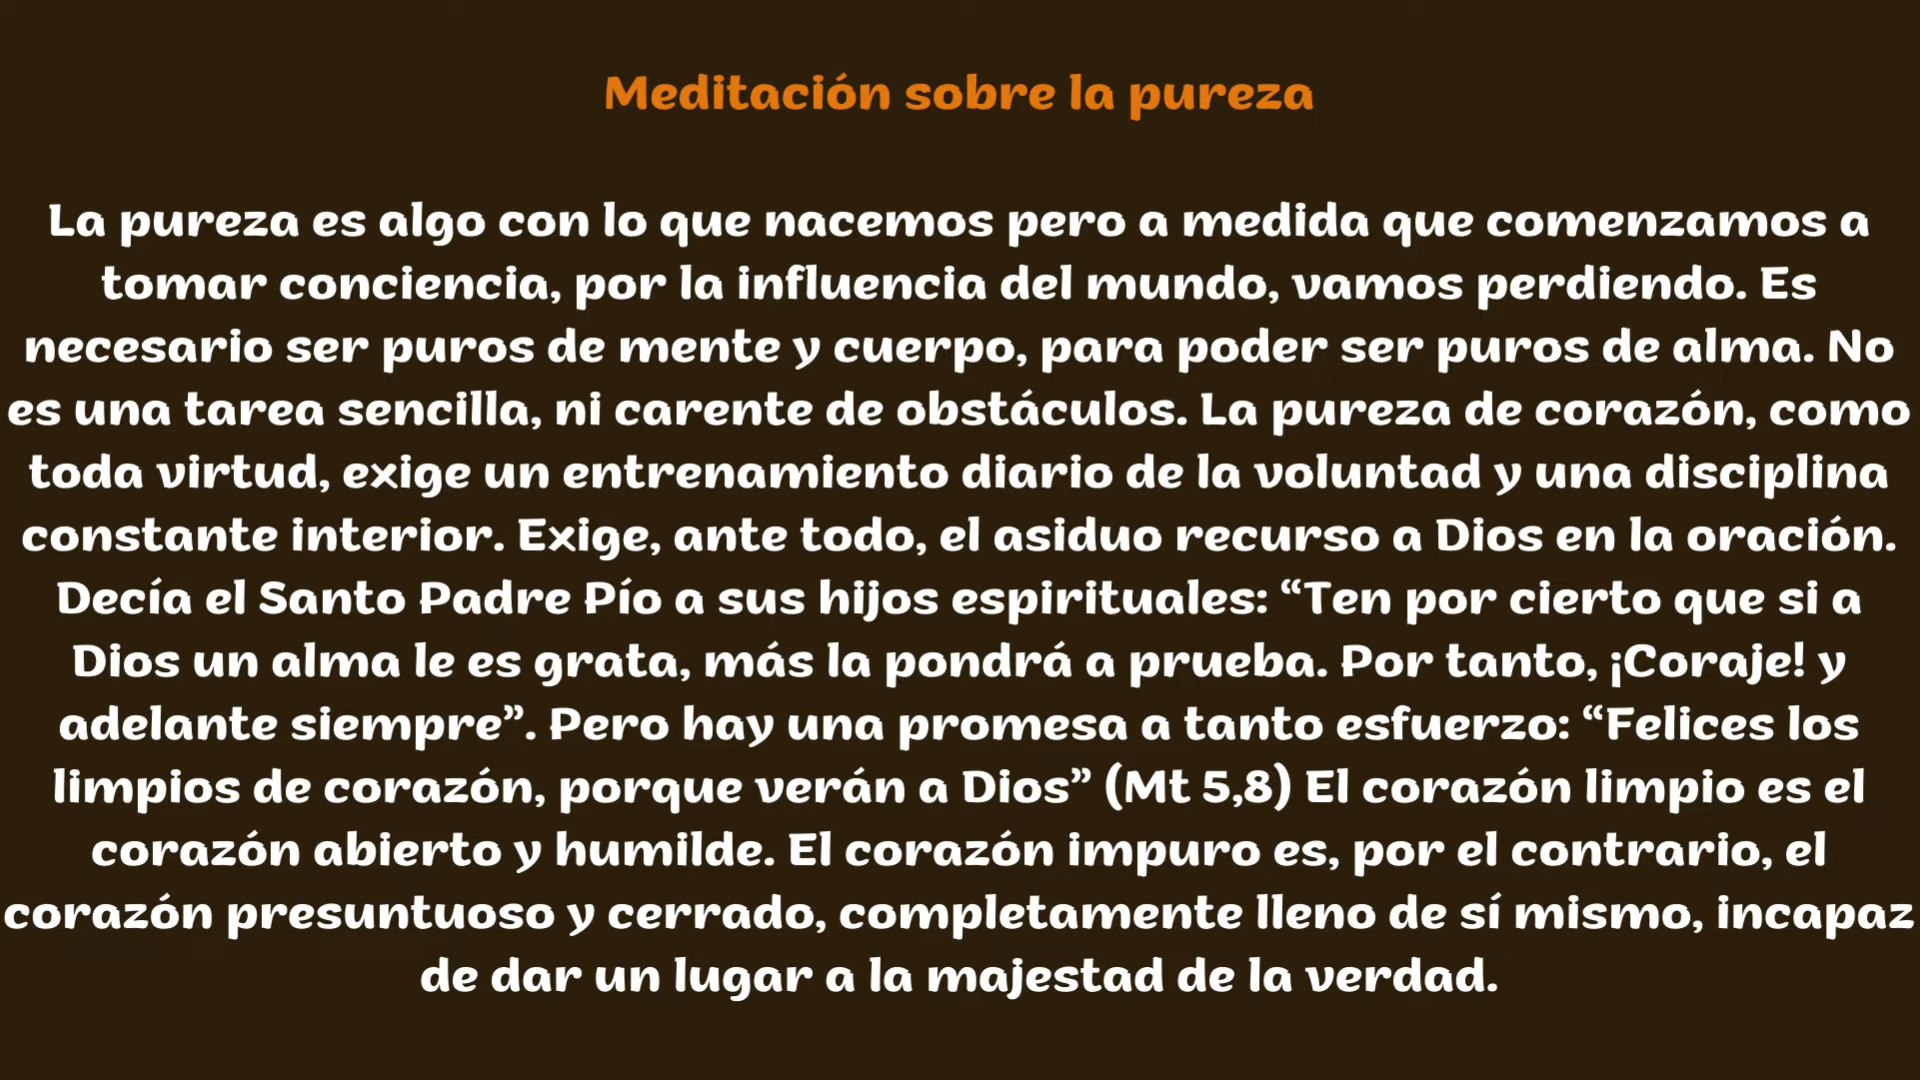 Meditación sobre la pureza
La pureza es algo con lo que nacemos pero a medida que comenzamos a
tomar conciencia, por la influencia del mundo, vamos perdiendo. Es
necesario ser puros de mente y cuerpo, para poder ser puros de alma. No
es una tarea sencilla, ni carente de obstáculos. La pureza de corazón, como
toda virtud, exige un entrenamiento diario de la voluntad y una disciplina
constante interior. Exige, ante todo, el asiduo recurso a Dios en la oración.
Decía el Santo Padre Pío a sus hijos espirituales: “Ten por cierto que si a
Dios un alma le es grata, más la pondrá a prueba. Por tanto, ¡Coraje! y
adelante siempre”. Pero hay una promesa a tanto esfuerzo: “Felices los
limpios de corazón, porque verán a Dios” (Mt 5,8) El corazón limpio es el
corazón abierto y humilde. El corazón impuro es, por el contrario, el
corazón presuntuoso y cerrado, completamente lleno de sí mismo, incapaz
de dar un lugar a la majestad de la verdad.